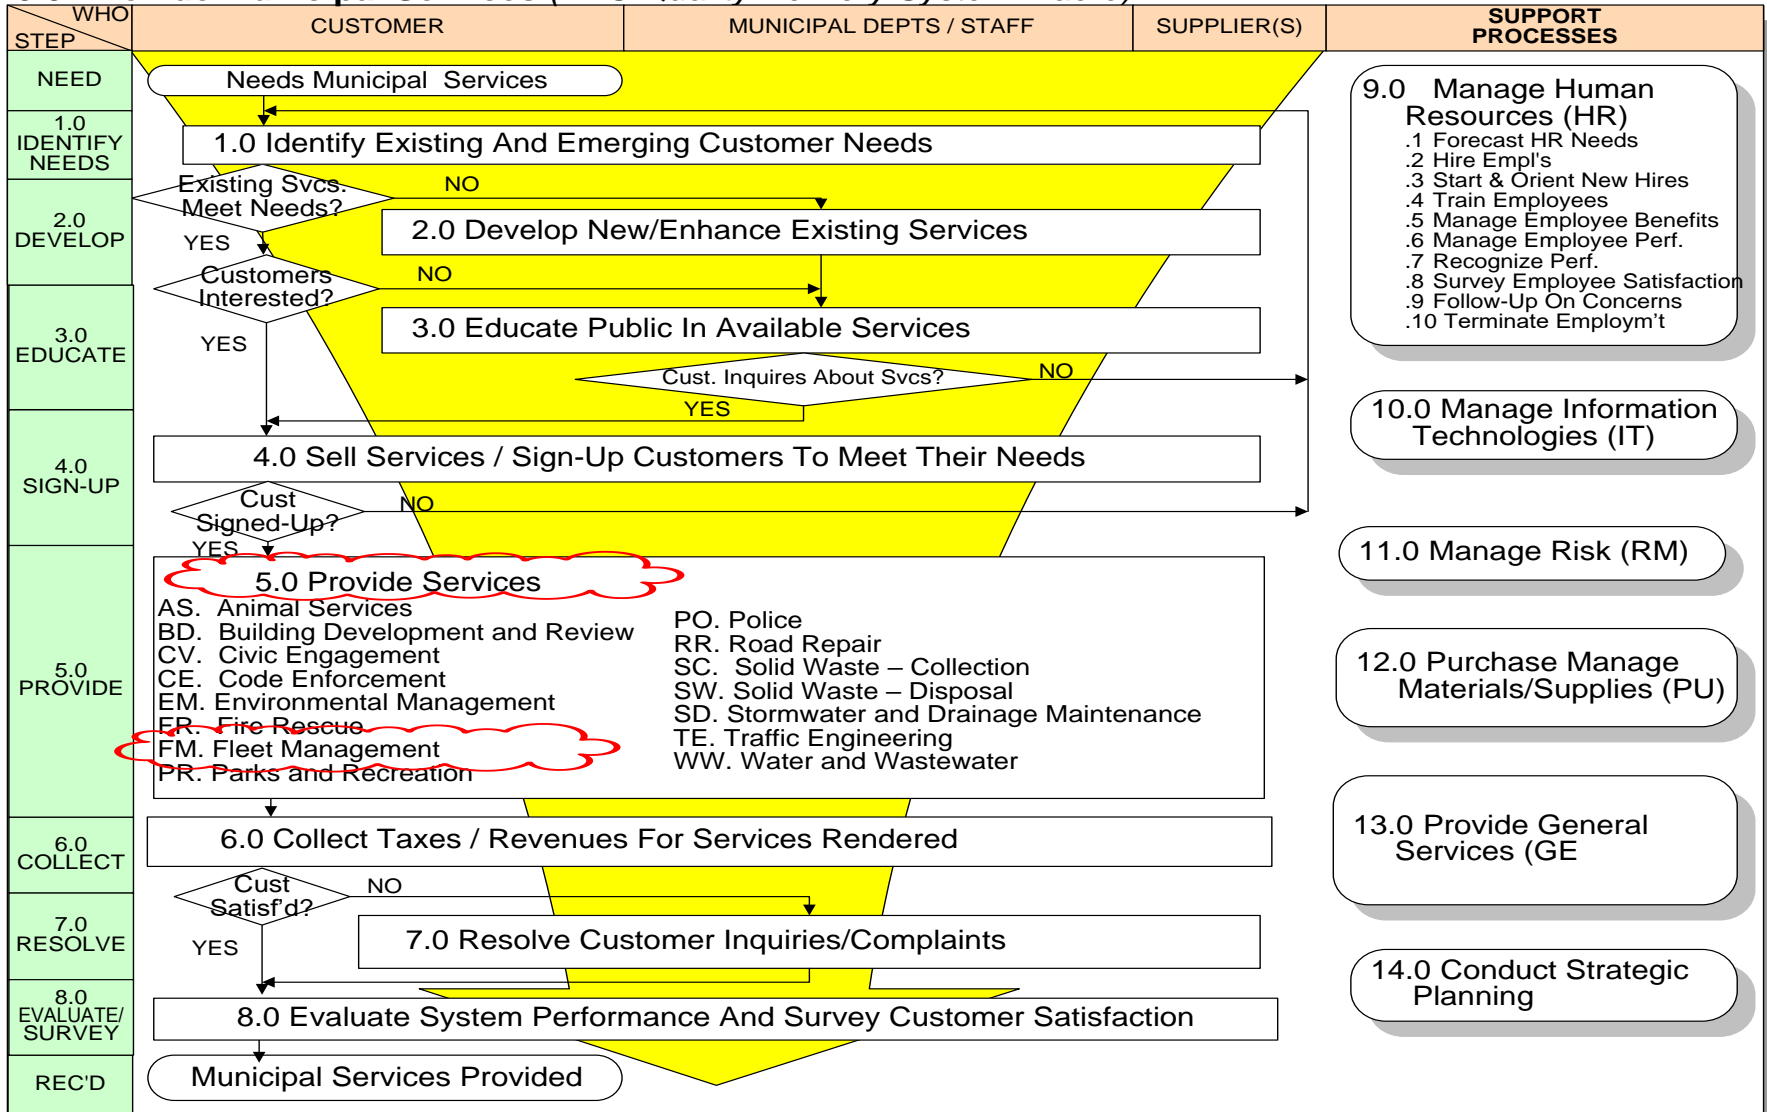 WHO
STEP
CUSTOMER
MUNICIPAL DEPTS / STAFF
SUPPLIER(S)
SUPPORT
PROCESSES
NEED
Needs Municipal Services
1.0
IDENTIFY
NEEDS
1.0 Identify Existing And Emerging Customer Needs
Existing Svcs.
Meet Needs?
NO
YES
2.0
DEVELOP
2.0 Develop New/Enhance Existing Services
Customers
Interested?
NO
YES
3.0
EDUCATE
3.0 Educate Public In Available Services
Cust. Inquires About Svcs?
NO
YES
4.0
SIGN-UP
4.0 Sell Services / Sign-Up Customers To Meet Their Needs
Cust
Signed-Up?
NO
YES
5.0
PROVIDE
5.0 Provide Services
AS. Animal Services
BD. Building Development and Review
CV. Civic Engagement
CE. Code Enforcement
EM. Environmental Management
FR. Fire Rescue
FM. Fleet Management
PR. Parks and Recreation
PO. Police
RR. Road Repair
SC. Solid Waste – Collection
SW. Solid Waste – Disposal
SD. Stormwater and Drainage Maintenance
TE. Traffic Engineering
WW. Water and Wastewater
6.0
COLLECT
6.0 Collect Taxes / Revenues For Services Rendered
Cust
Satisf'd?
NO
YES
7.0
RESOLVE
7.0 Resolve Customer Inquiries/Complaints
8.0
EVALUATE/
SURVEY
8.0 Evaluate System Performance And Survey Customer Satisfaction
REC'D
Municipal Services Provided
9.0 Manage Human
Resources (HR)
.1 Forecast HR Needs
.2 Hire Empl's
.3 Start & Orient New Hires
.4 Train Employees
.5 Manage Employee Benefits
.6 Manage Employee Perf.
.7 Recognize Perf.
.8 Survey Employee Satisfaction
.9 Follow-Up On Concerns
.10 Terminate Employm't
10.0 Manage Information
Technologies (IT)
11.0 Manage Risk (RM)
12.0 Purchase Manage
Materials/Supplies (PU)
13.0 Provide General
Services (GE
14.0 Conduct Strategic
Planning